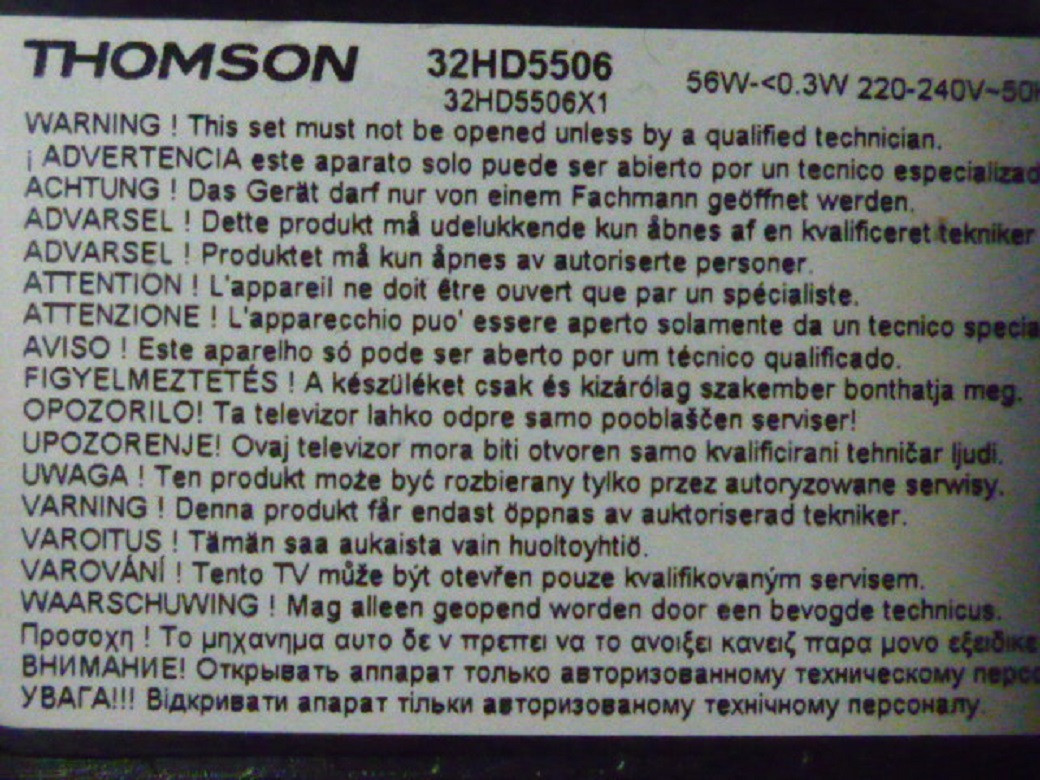 THOMSON 32HD5506 56W-<0.3W 220-240V~50H
32HD5506X1
WARNING ! This set must not be opened unless by a qualified technician.
¡ ADVERTENCIA este aparato solo puede ser abierto por un tecnico especializad
ACHTUNG ! Das Gerät darf nur von einem Fachmann geöffnet werden.
ADVARSEL ! Dette produkt må udelukkende kun åbnes af en kvalificeret tekniker
ADVARSEL ! Produktet må kun åpnes av autoriserte personer.
ATTENTION ! L'appareil ne doit être ouvert que par un spécialiste.
ATTENZIONE ! L'apparecchio puo' essere aperto solamente da un tecnico specia
AVISO ! Este aparelho só pode ser aberto por um técnico qualificado.
FIGYELMEZTETÉS ! A készüléket csak és kizárólag szakember bonthatja meg.
OPOZORILO! Ta televizor lahko odpre samo pooblaščen serviser!
UPOZORENJE! Ovaj televizor mora biti otvoren samo kvalificirani tehničar ljudi.
UWAGA ! Ten produkt może być rozbierany tylko przez autoryzowane serwisy.
VARNING ! Denna produkt får endast öppnas av auktoriserad tekniker.
VAROITUS ! Tämän saa aukaista vain huoltoyhtiö.
VAROVÁNÍ ! Tento TV může být otevřen pouze kvalifikovaným servisem.
WAARSCHUWING ! Mag alleen geopend worden door een bevogde technicus.
Προσοχη ! Το μηχανημα αυτο δε ν πρεπει να το ανοιξει κανειζ παρα μονο εξειδικε
ВНИМАНИЕ! Открывать аппарат только авторизованному техническому персо
УВАГА!!! Відкривати апарат тільки авторизованому технічному персоналу.